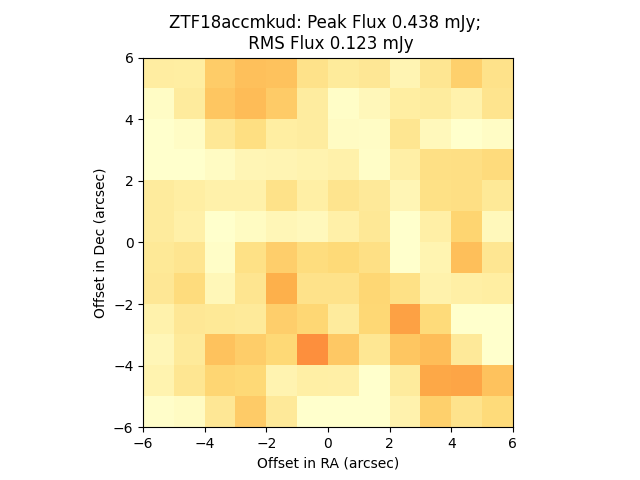 ZTF18accmkud: Peak Flux 0.438 mJy;
RMS Flux 0.123 mJy
6
4
2
0
−2
−4
−6
Offset in Dec (arcsec)
−6 −4 −2 0 2 4 6
Offset in RA (arcsec)